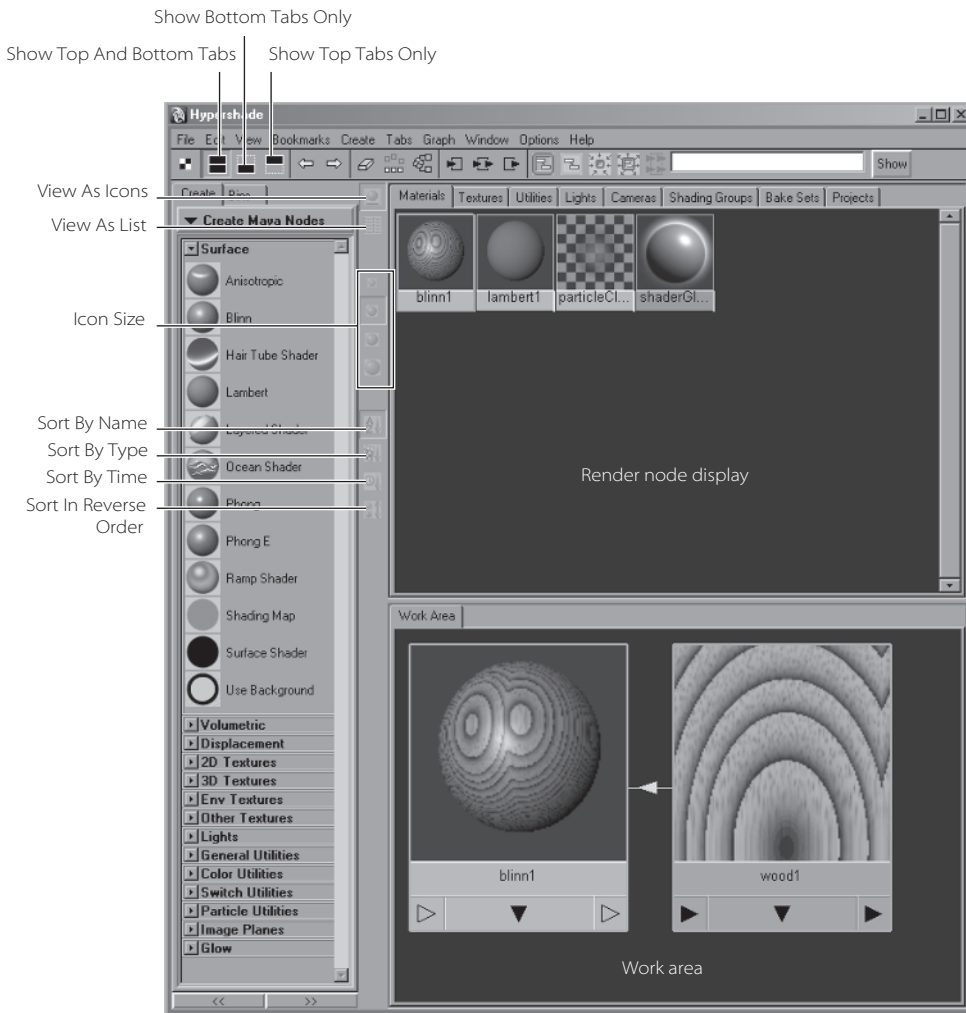 Show Bottom Tabs Only
Show Top And Bottom Tabs
Show Top Tabs Only
Hypershade
File Edit View Bookmarks Create Tabs Graph Window Options Help
Show
View As Icons
View As List
Icon Size
Sort By Name
Sort By Type
Sort By Time
Sort In Reverse
Order
Create
Create Maya Nodes
Surface
Anisotropic
Blinn
Hair Tube Shader
Lambert
Layered Shader
Ocean Shader
Phong
Phong E
Ramp Shader
Shading Map
Surface Shader
Use Background
Volumetric
Displacement
2D Textures
3D Textures
Env Textures
Other Textures
Lights
General Utilities
Color Utilities
Switch Utilities
Particle Utilities
Image Planes
Glow
<< >>
Materials Textures Utilities Lights Cameras Shading Groups Bake Sets Projects
blinn1 lambert1 particleCl... shaderGl...
Render node display
Work Area
blinn1 wood1
Work area